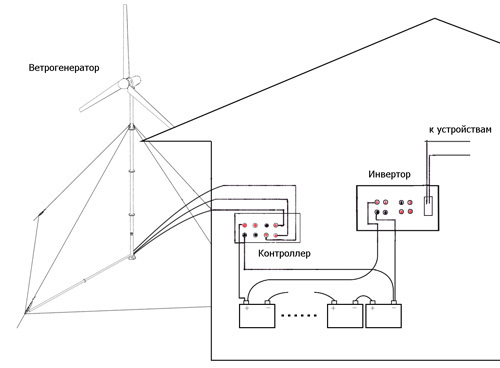 Ветрогенератор
к устройствам
Инвертор
Контроллер
+ − + − + −